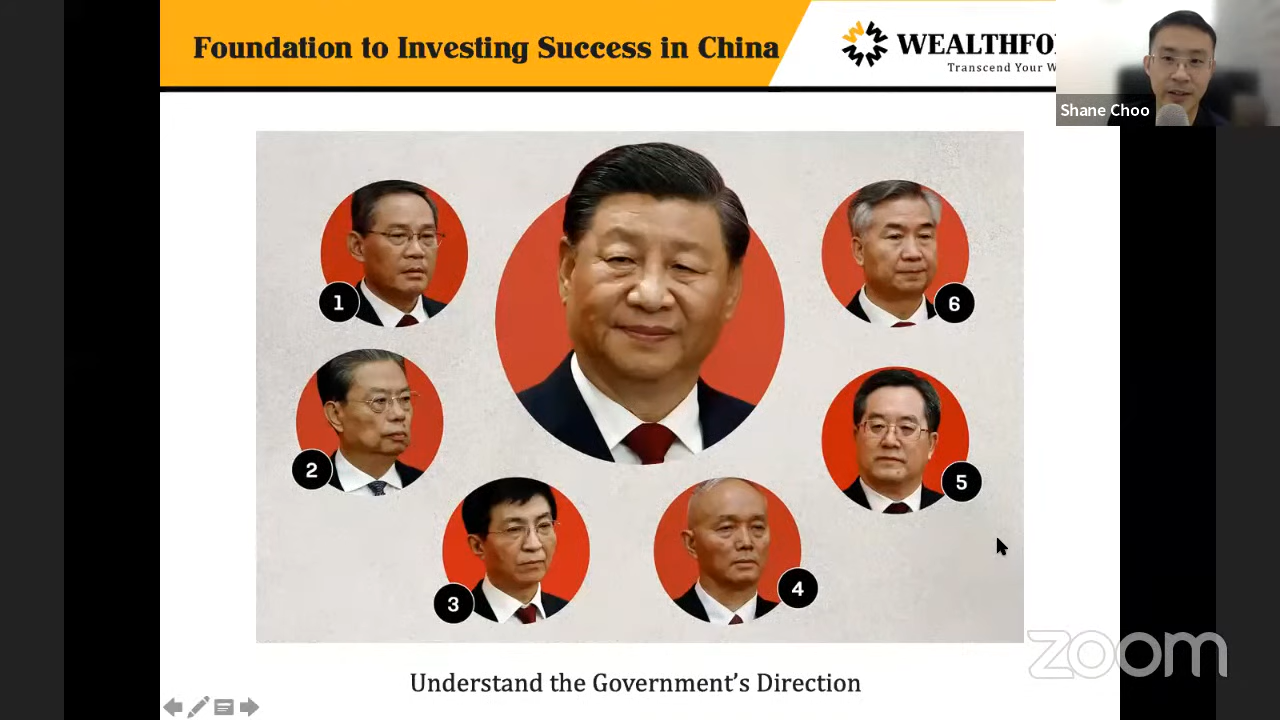 Foundation to Investing Success in China
WEALTHFO
Transcend Your W
Shane Choo
1
6
2
5
3
4
zoom
Understand the Government's Direction